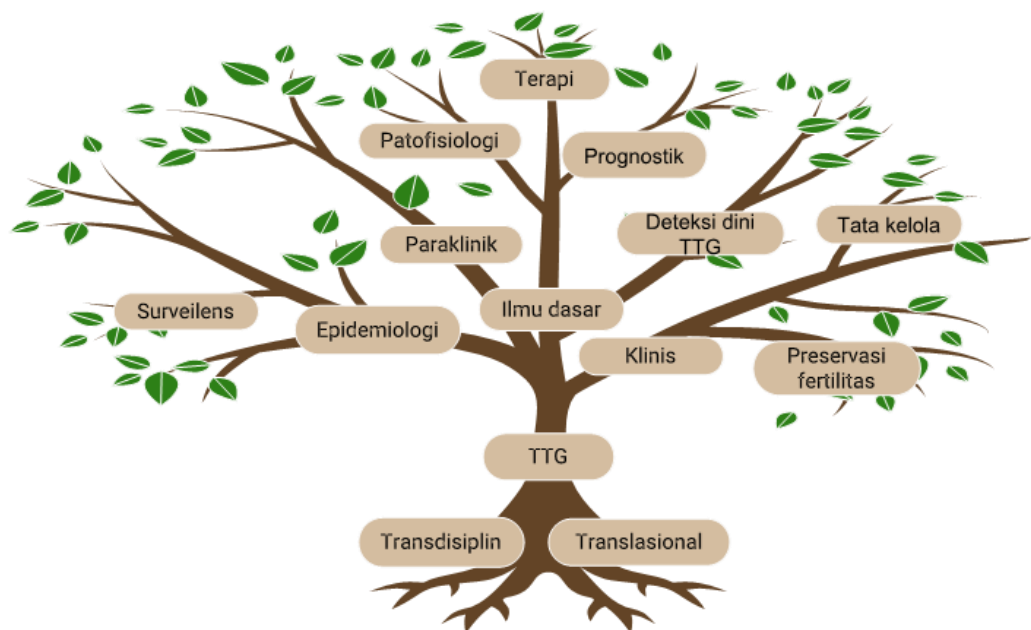 Terapi
Patofisiologi
Prognostik
Deteksi dini
TTG
Tata kelola
Paraklinik
Surveilens
Epidemiologi
Ilmu dasar
Klinis
Preservasi
fertilitas
TTG
Transdisiplin
Translasional